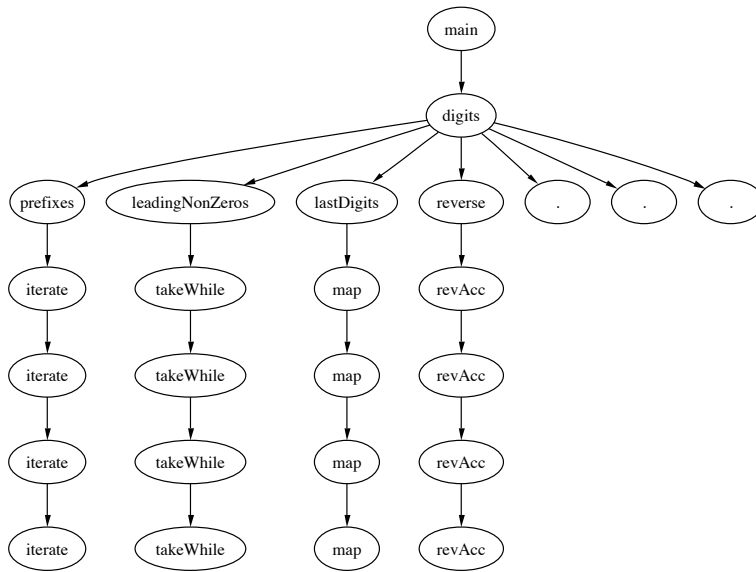 main
digits
prefixes leadingNonZeros lastDigits reverse . . .
iterate takeWhile map revAcc
iterate takeWhile map revAcc
iterate takeWhile map revAcc
iterate takeWhile map revAcc